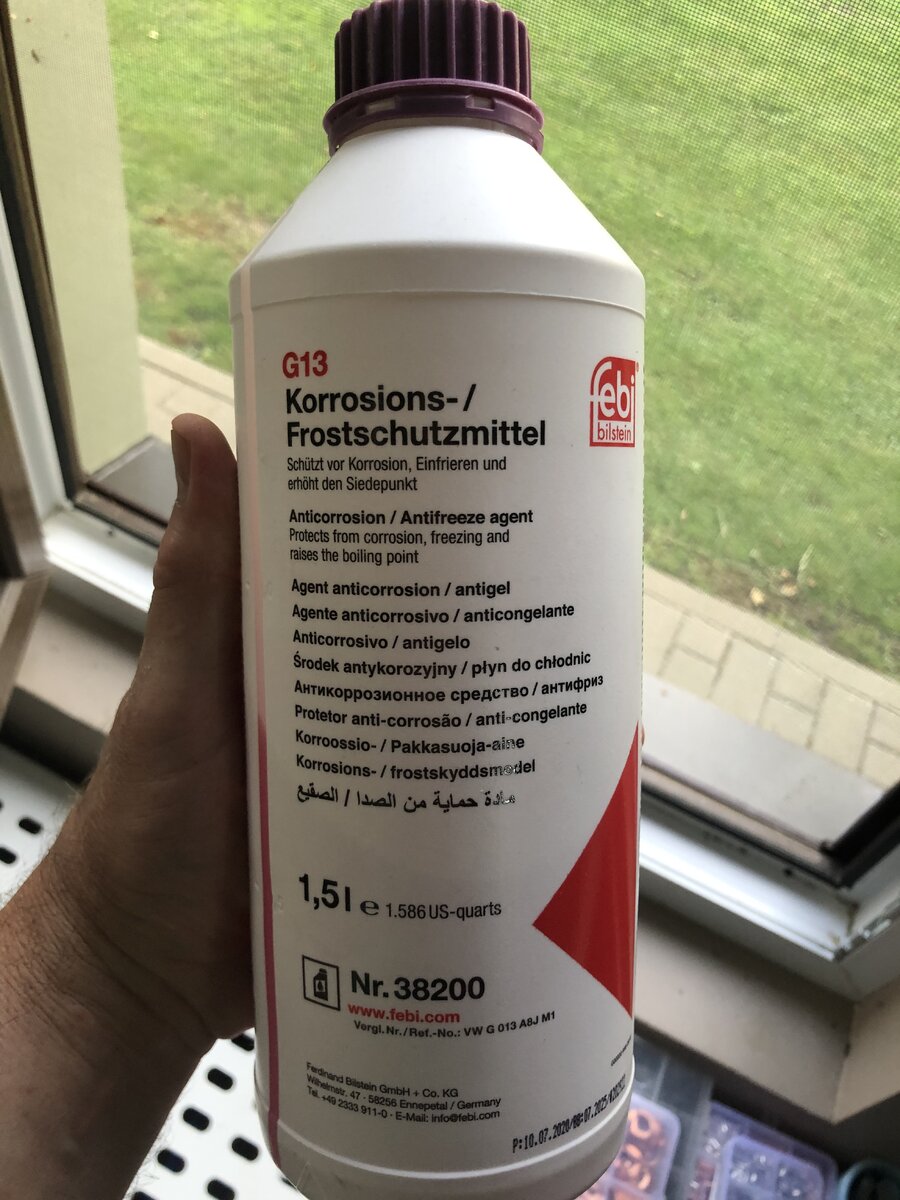 G13
Korrosions- /
Frostschutzmittel
Schützt vor Korrosion, Einfrieren und
erhöht den Siedepunkt
febi
bilstein
Anticorrosion / Antifreeze agent
Protects from corrosion, freezing and
raises the boiling point
Agent anticorrosion / antigel
Agente anticorrosivo / anticongelante
Anticorrosivo / antigelo
Środek antykorozyjny / płyn do chłodnic
Антикоррозионное средство / антифриз
Protetor anti-corrosão / anti-congelante
Korroossio- / Pakkasuoja-aine
Korrosions- / frostskyddsmedel
مادة حماية من الصدا / الصقيع
1,5 l e 1.586 US-quarts
Nr. 38200
www.febi.com
Vergl. Nr. / Ref.-No.: VW G 013 A8J M1
Ferdinand Bilstein GmbH + Co. KG
Wilhelmstr. 47 · 58256 Ennepetal / Germany
Tel. +49 2333 911-0 · E-Mail: info@febi.com